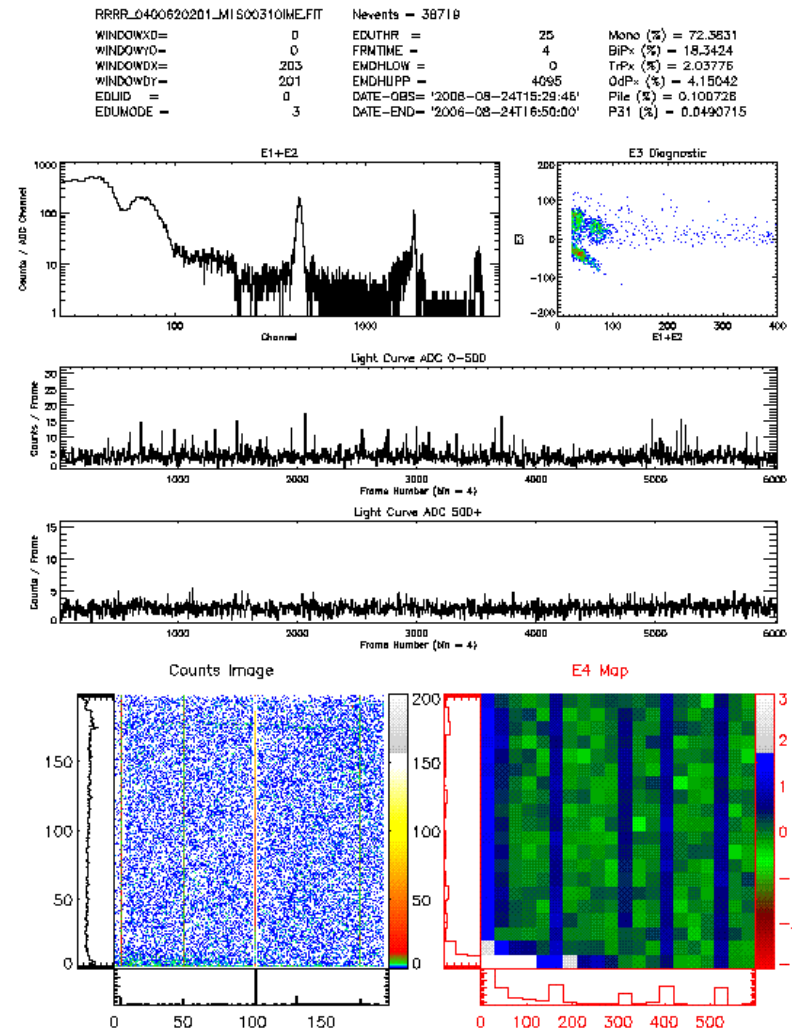 RRRR_0400620201_MIS00310IME.FIT Nevents = 38719
WINDOWX0= 0 EDUTHR = 25 Mono (%) = 72.3831
WINDOWY0= 0 FRMTIME = 4 BiPx (%) = 18.3424
WINDOWDX= 203 EMDHLOW = 0 TrPx (%) = 2.03776
WINDOWDY= 201 EMDHUPP = 4095 QdPx (%) = 4.15042
EDUID = 0 DATE-OBS= '2006-08-24T15:29:46' Pile (%) = 0.100726
EDUMODE = 3 DATE-END= '2006-08-24T16:50:00' P31 (%) = 0.0490715
E1+E2 E3 Diagnostic
1000 200
100 100
10 0
1 -100
-200
Counts / ADC Channel E3
100 1000 0 100 200 300 400
Channel E1+E2
Light Curve ADC 0-500
30
25
20
15
10
5
0
Counts / Frame
1000 2000 3000 4000 5000 6000
Frame Number (bin = 4)
Light Curve ADC 500+
15
10
5
0
Counts / Frame
1000 2000 3000 4000 5000 6000
Frame Number (bin = 4)
Counts Image E4 Map
150
100
50
0
200
150
100
50
0
3
2
1
0
0 50 100 150 0 100 200 300 400 500